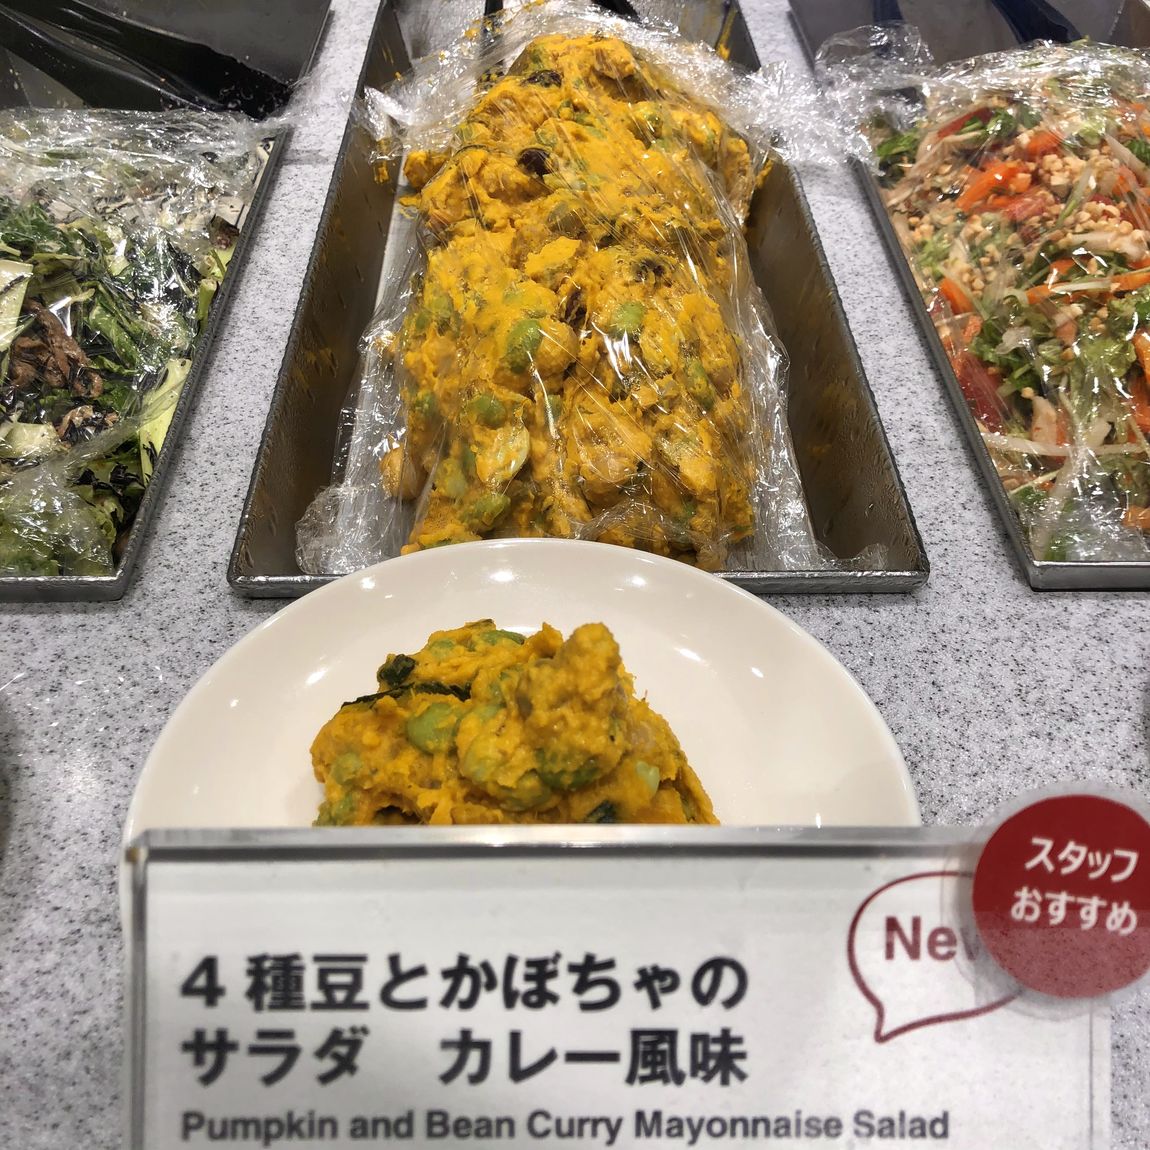 スタッフ
おすすめ
New
4種豆とかぼちゃの
サラダ　カレー風味
Pumpkin and Bean Curry Mayonnaise Salad